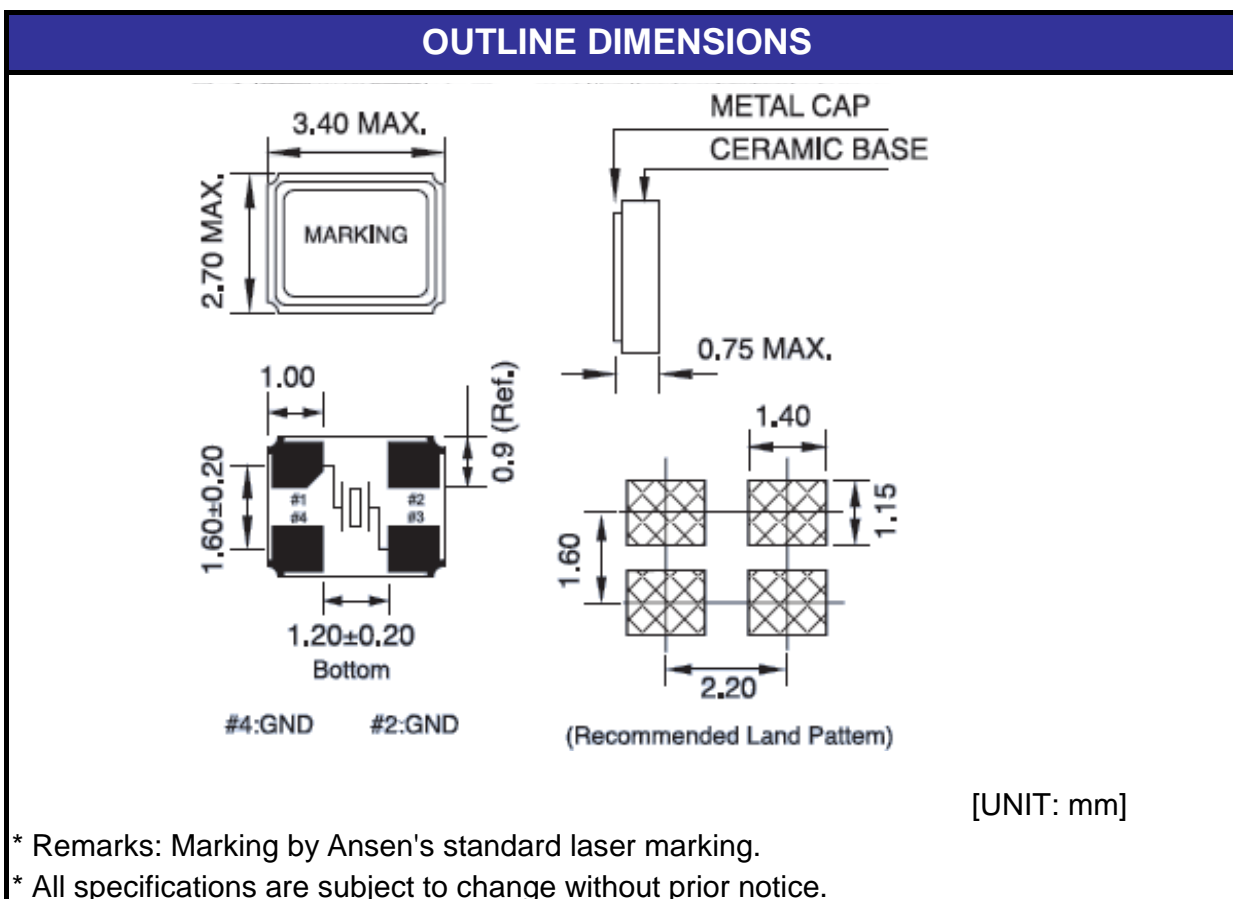 OUTLINE DIMENSIONS
3.40 MAX.
METAL CAP
CERAMIC BASE
2.70 MAX.
MARKING
0.75 MAX.
1.00
0.9 (Ref.)
1.40
1.60±0.20
#1
#2
#4
#3
1.15
1.60
1.20±0.20
Bottom
2.20
#4:GND #2:GND
(Recommended Land Pattem)
[UNIT: mm]
* Remarks: Marking by Ansen's standard laser marking.
* All specifications are subject to change without prior notice.